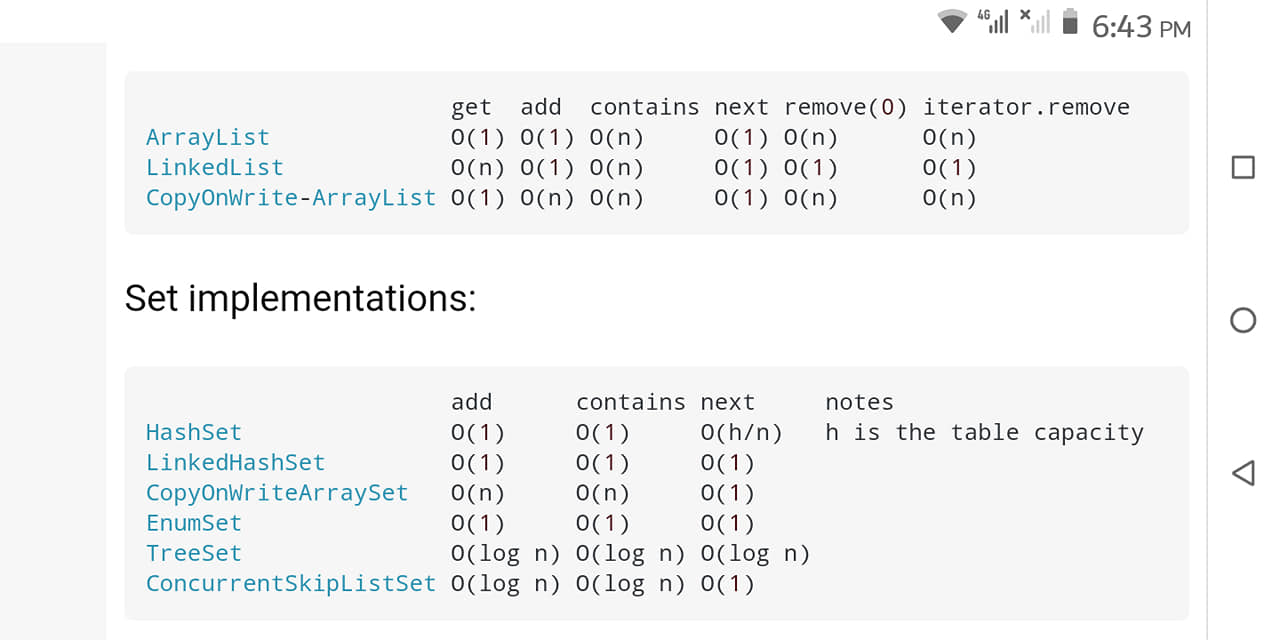 4G 6:43 PM
get add contains next remove(0) iterator.remove
ArrayList O(1) O(1) O(n) O(1) O(n) O(n)
LinkedList O(n) O(1) O(n) O(1) O(1) O(1)
CopyOnWrite-ArrayList O(1) O(n) O(n) O(1) O(n) O(n)
Set implementations:
add contains next notes
HashSet O(1) O(1) O(h/n) h is the table capacity
LinkedHashSet O(1) O(1) O(1)
CopyOnWriteArraySet O(n) O(n) O(1)
EnumSet O(1) O(1) O(1)
TreeSet O(log n) O(log n) O(log n)
ConcurrentSkipListSet O(log n) O(log n) O(1)